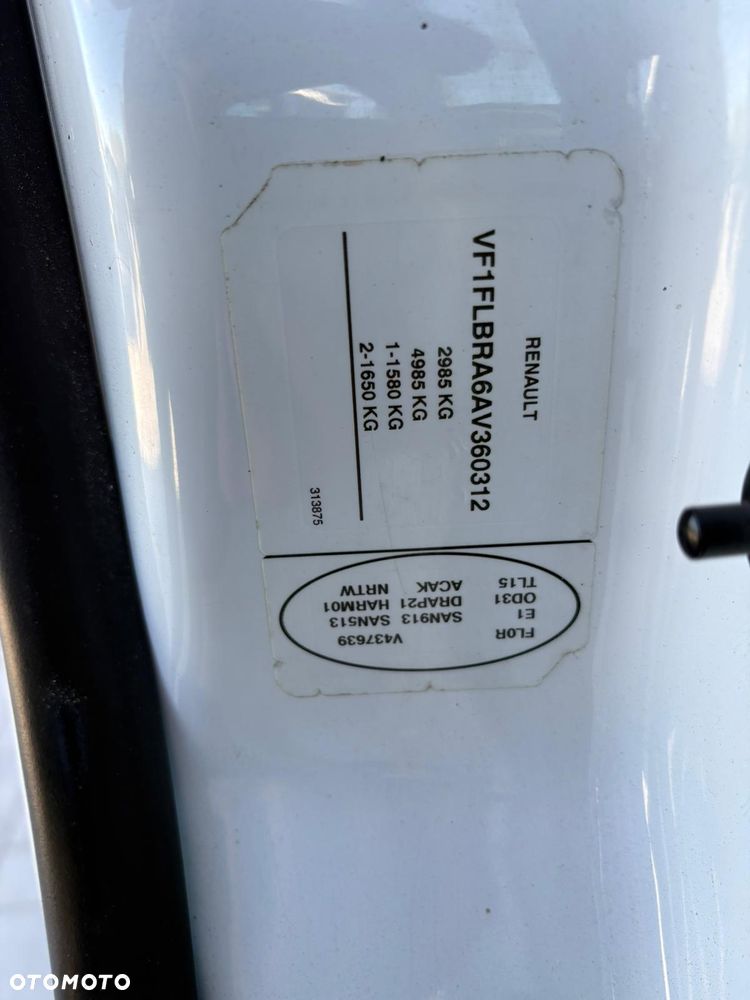 RENAULT
VF1FLBRA6AV360312
2985 KG
4985 KG
1-1580 KG
2-1650 KG
313875
FL0R
E1 SAN913 SAN513 V437639
OD31 DRAP21 HARM01
TL15 ACAK NRTW
OTOMOTO